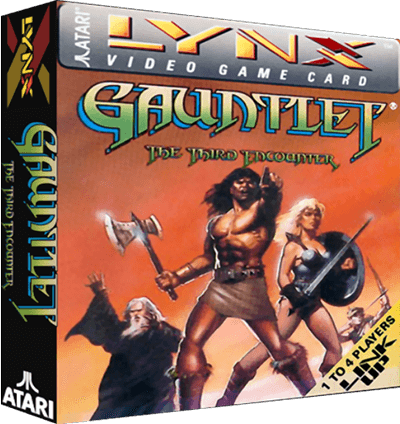 ATARI
LYNX
VIDEO GAME CARD
GAUNTLET®
THE THIRD ENCOUNTER
1 TO 4 PLAYERS
LINK
UP
LYNX
GAUNTLET
THE THIRD ENCOUNTER
ATARI